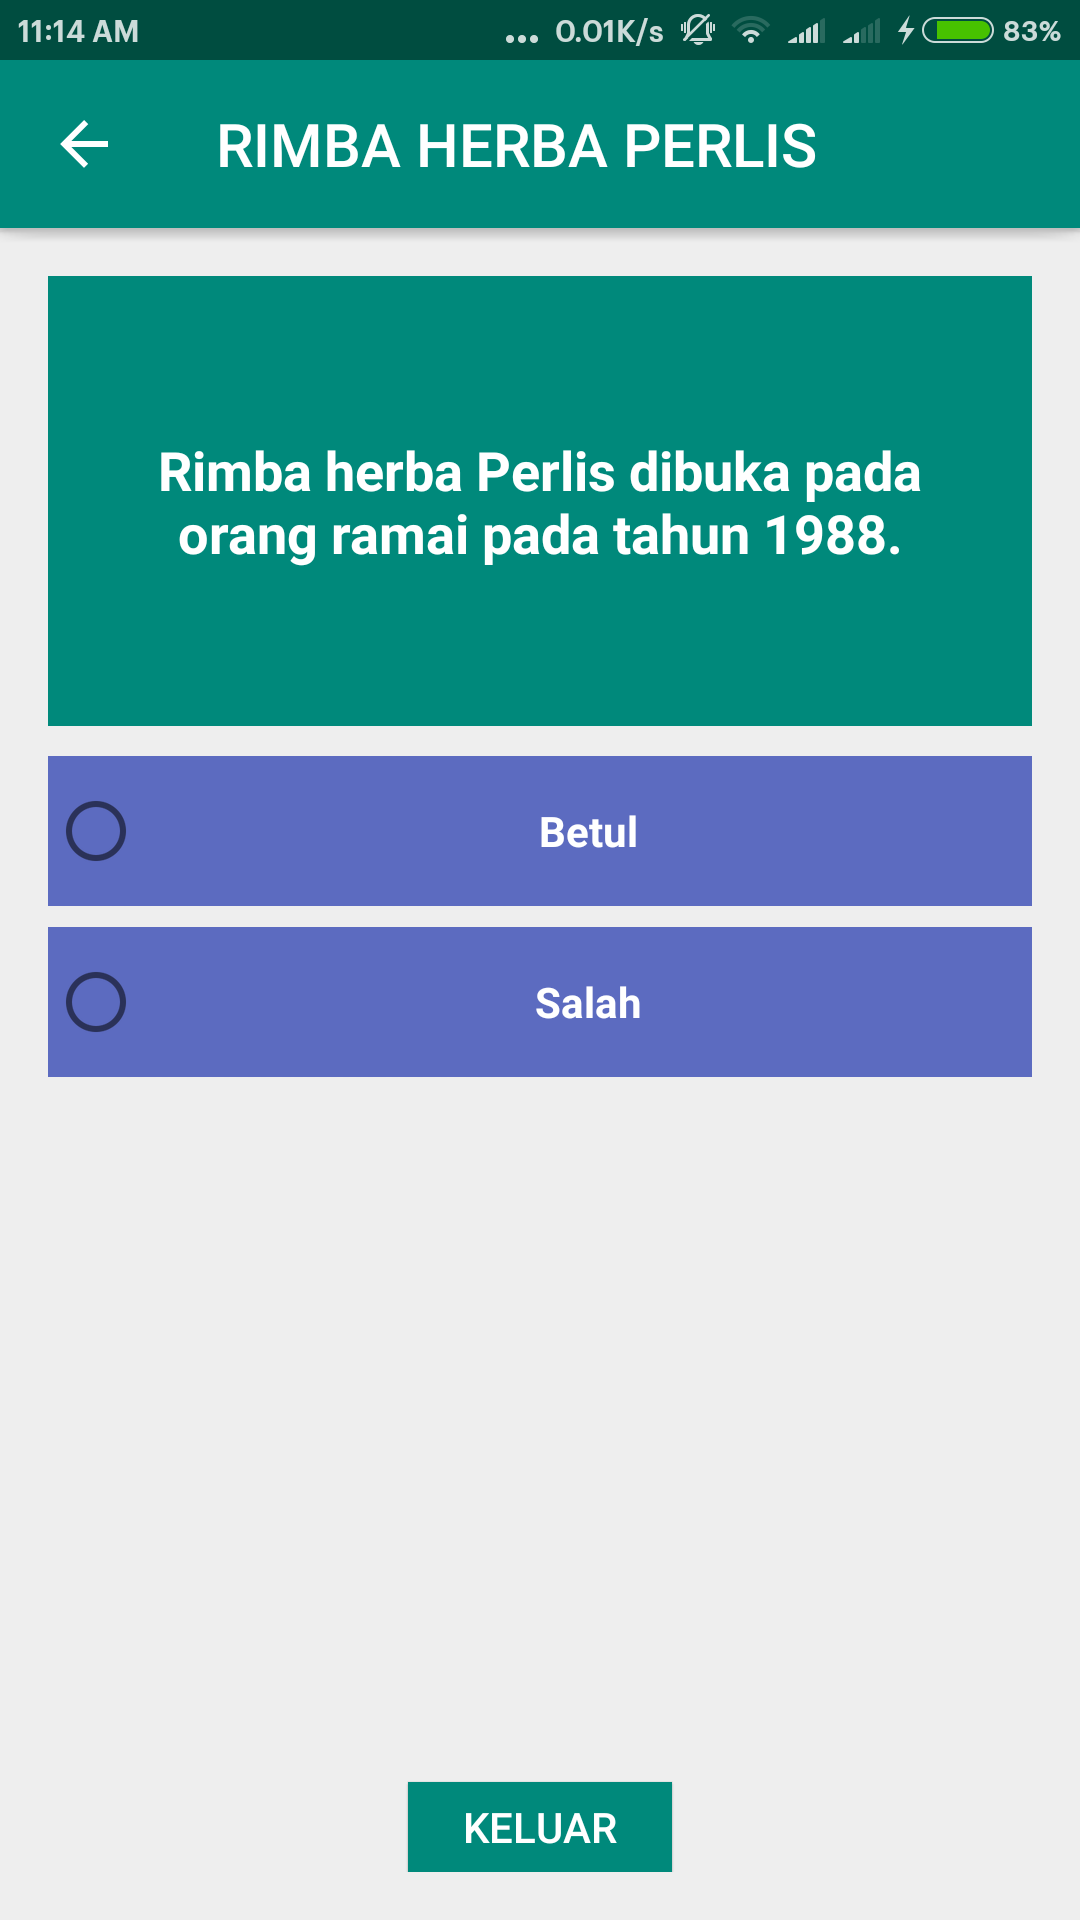 11:14 AM ... 0.01K/s 83%
RIMBA HERBA PERLIS
Rimba herba Perlis dibuka pada
orang ramai pada tahun 1988.
Betul
Salah
KELUAR